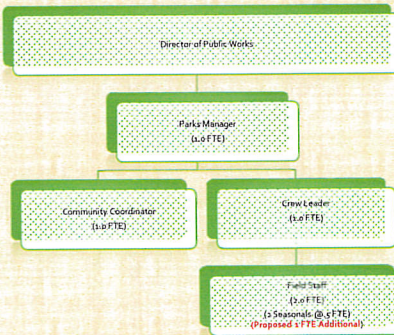 Director of Public Works
Parks Manager
(1.0 FTE)
Community Coordinator
(1.0 FTE)
Crew Leader
(1.0 FTE)
Field Staff
(2.0 FTE)
(2 Seasonals @.5 FTE)
(Proposed 1 FTE Additional)